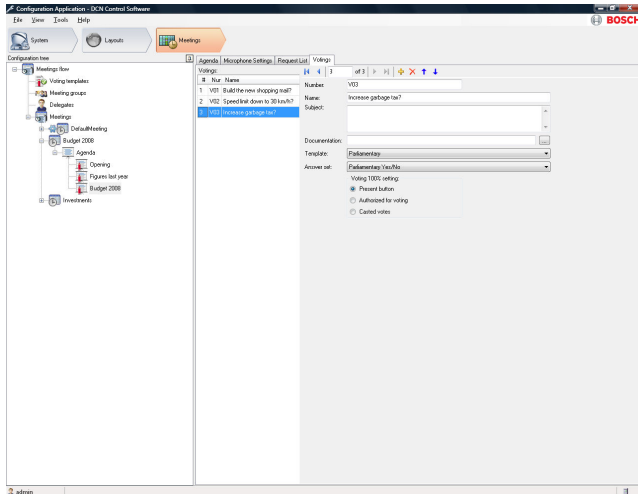 Configuration Application - DCN Control Software
File View Tools Help
BOSCH
System Layouts Meetings
Configuration tree
Meetings flow
Voting templates
Meeting groups
Delegates
Meetings
DefaultMeeting
Budget 2008
Agenda
Opening
Figures last year
Budget 2008
Investments
Agenda Microphone Settings Request List Votings
Votings:
# Nur Name
1 V01 Build the new shopping mall?
2 V02 Speed limit down to 30 km/h?
3 V03 Increase garbage tax?
3 of 3
Number: V03
Name: Increase garbage tax?
Subject:
Documentation: ...
Template: Parliamentary
Answer set: Parliamentary Yes/No
Voting 100% setting:
Present button
Authorized for voting
Casted votes
admin